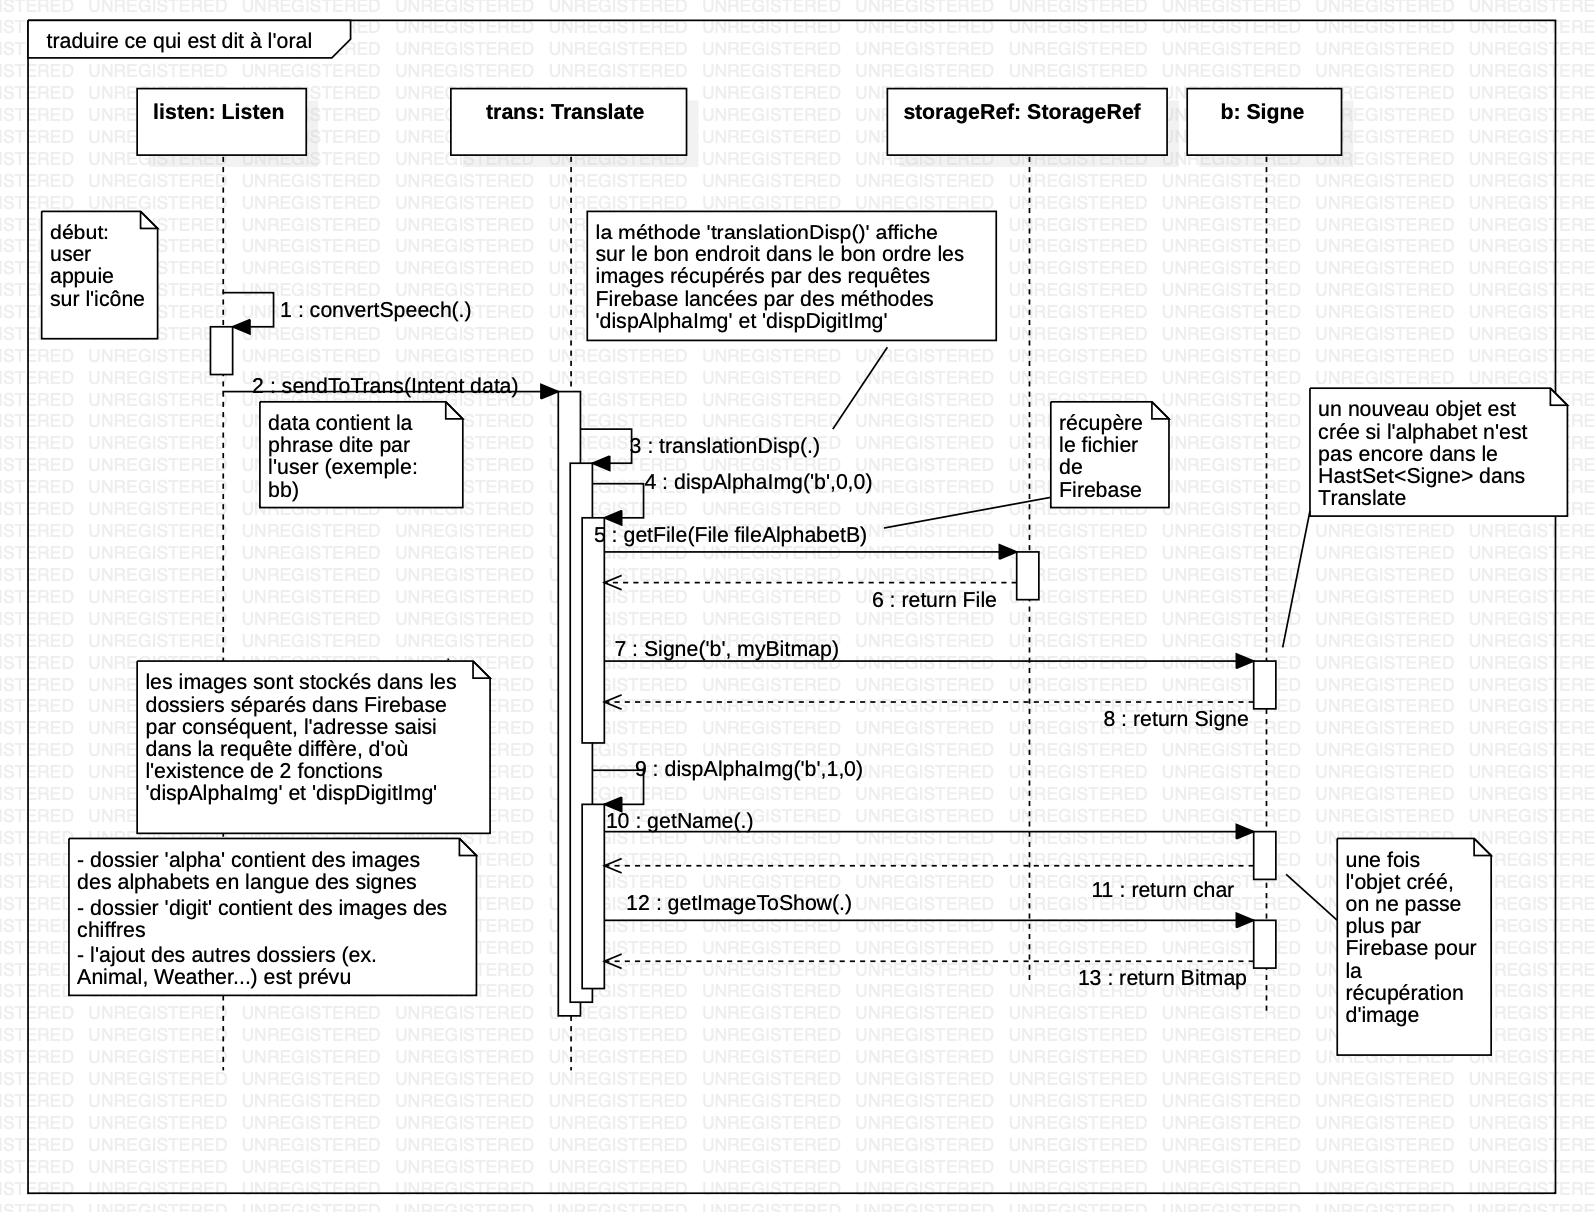 traduire ce qui est dit à l'oral
listen: Listen
trans: Translate
storageRef: StorageRef
b: Signe
début:
user
appuie
sur l'icône
la méthode 'translationDisp()' affiche
sur le bon endroit dans le bon ordre les
images récupérés par des requêtes
Firebase lancées par des méthodes
'dispAlphaImg' et 'dispDigitImg'
1 : convertSpeech(.)
2 : sendToTrans(Intent data)
data contient la
phrase dite par
l'user (exemple:
bb)
récupère
le fichier
de
Firebase
un nouveau objet est
crée si l'alphabet n'est
pas encore dans le
HastSet<Signe> dans
Translate
3 : translationDisp(.)
4 : dispAlphaImg('b',0,0)
5 : getFile(File fileAlphabetB)
6 : return File
7 : Signe('b', myBitmap)
8 : return Signe
les images sont stockés dans les
dossiers séparés dans Firebase
par conséquent, l'adresse saisi
dans la requête diffère, d'où
l'existence de 2 fonctions
'dispAlphaImg' et 'dispDigitImg'
9 : dispAlphaImg('b',1,0)
10 : getName(.)
11 : return char
12 : getImageToShow(.)
13 : return Bitmap
- dossier 'alpha' contient des images
des alphabets en langue des signes
- dossier 'digit' contient des images des
chiffres
- l'ajout des autres dossiers (ex.
Animal, Weather...) est prévu
une fois
l'objet créé,
on ne passe
plus par
Firebase pour
la
récupération
d'image
UNREGISTERED